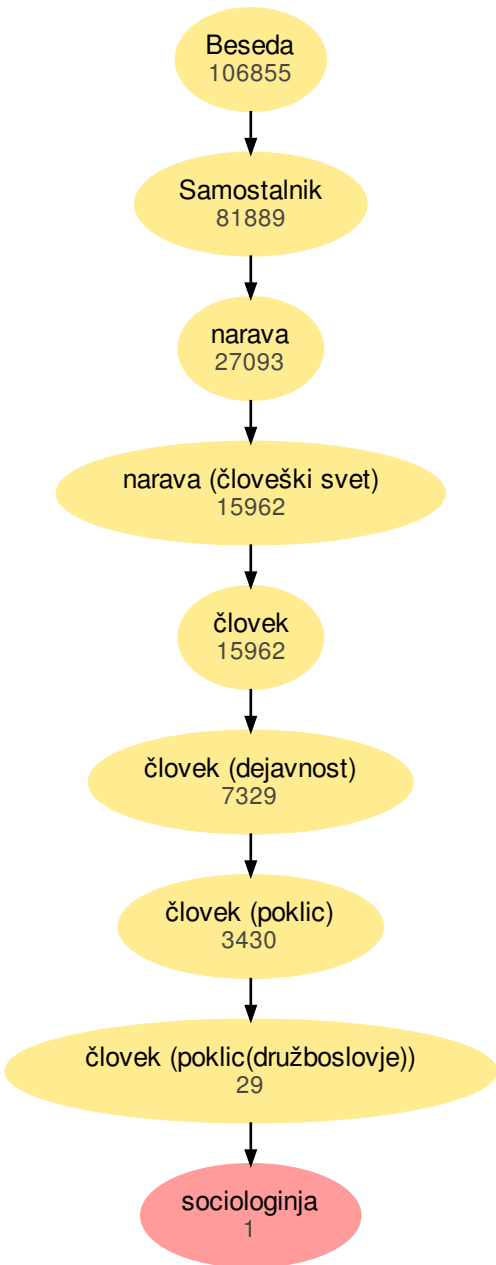 Beseda
106855
Samostalnik
81889
narava
27093
narava (človeški svet)
15962
človek
15962
človek (dejavnost)
7329
človek (poklic)
3430
človek (poklic(družboslovje))
29
sociologinja
1